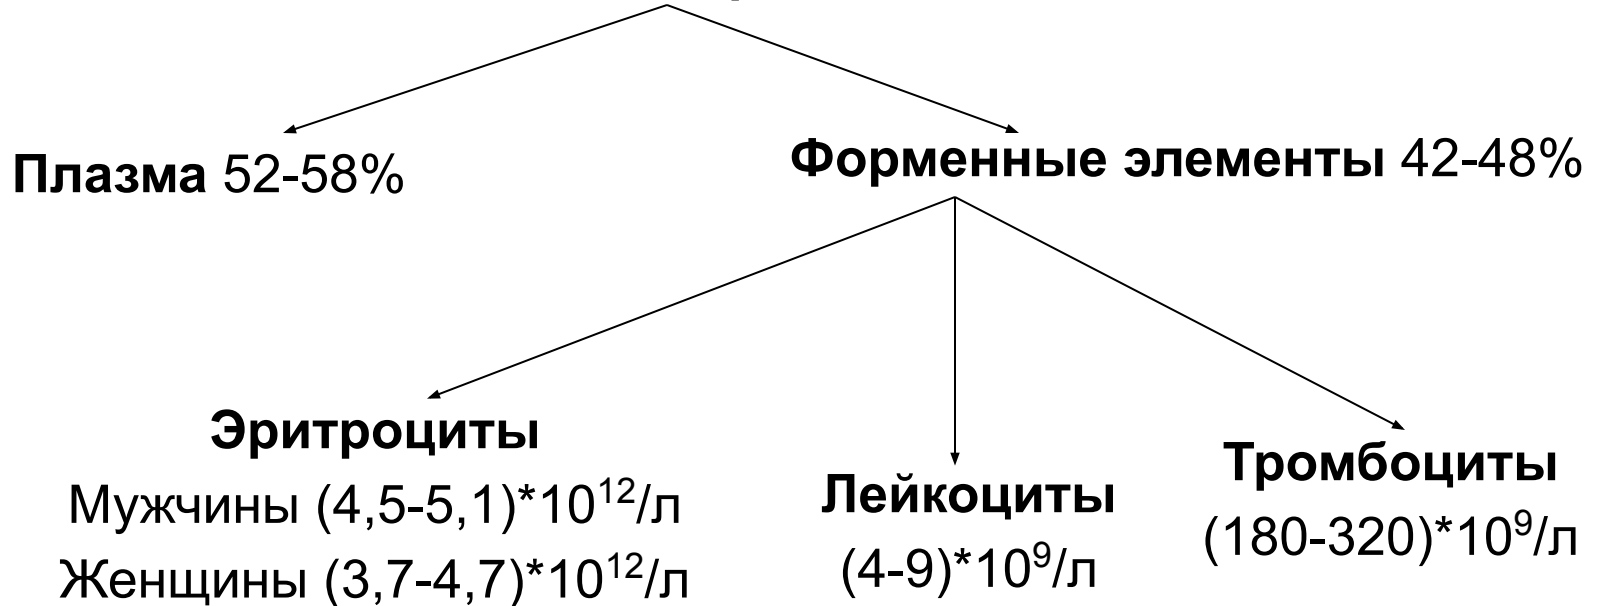 Плазма 52-58%
Форменные элементы 42-48%
Эритроциты
Мужчины (4,5-5,1)*10¹²/л
Женщины (3,7-4,7)*10¹²/л
Лейкоциты
(4-9)*10⁹/л
Тромбоциты
(180-320)*10⁹/л